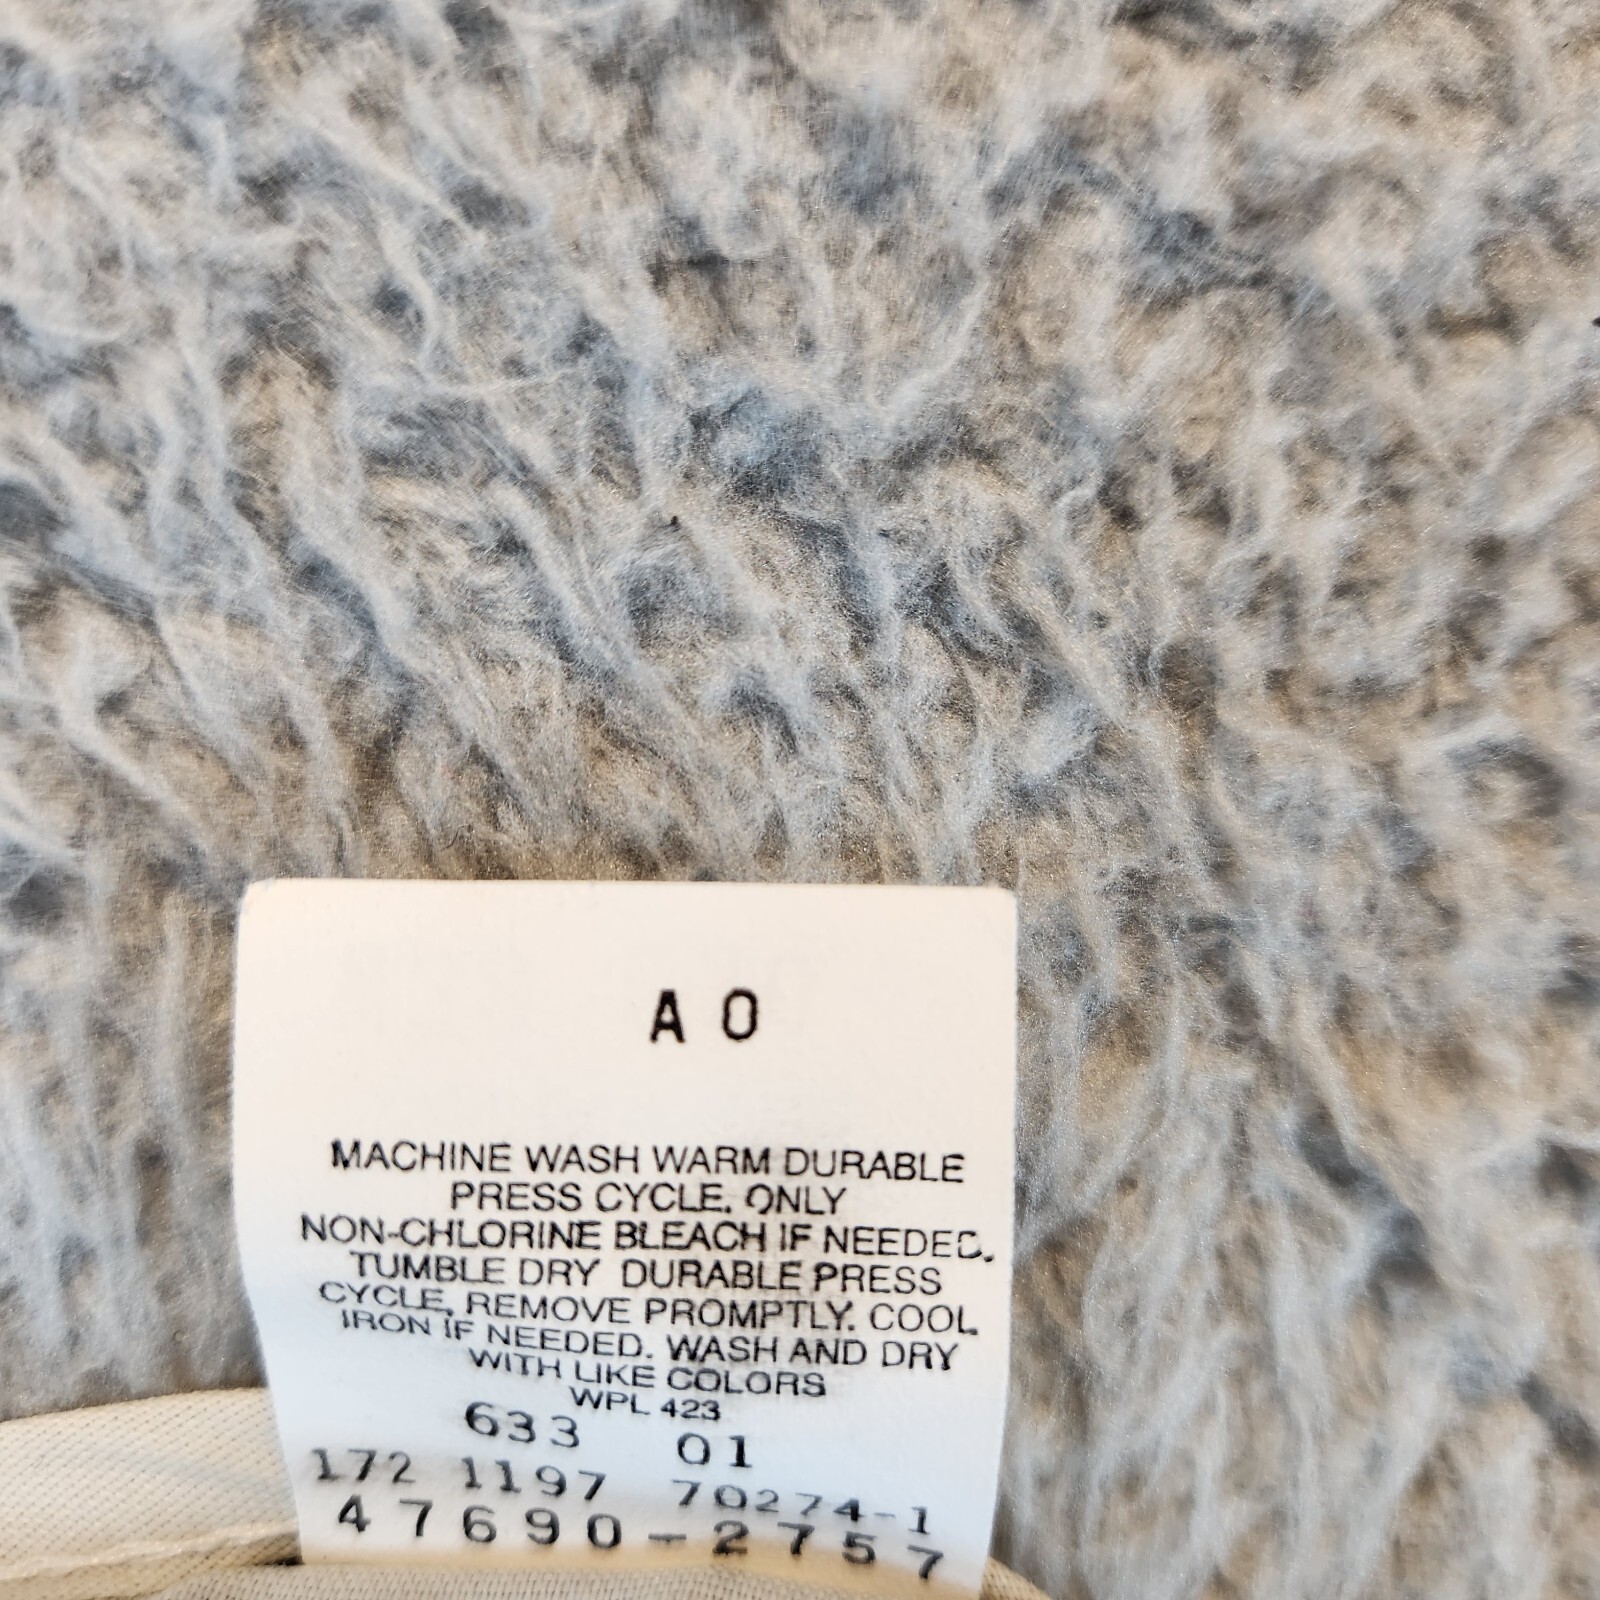 A 0
MACHINE WASH WARM DURABLE
PRESS CYCLE. ONLY
NON-CHLORINE BLEACH IF NEEDED.
TUMBLE DRY DURABLE PRESS
CYCLE, REMOVE PROMPTLY. COOL
IRON IF NEEDED. WASH AND DRY
WITH LIKE COLORS
WPL 423
633 01
172 1197 70274-1
47690-2757